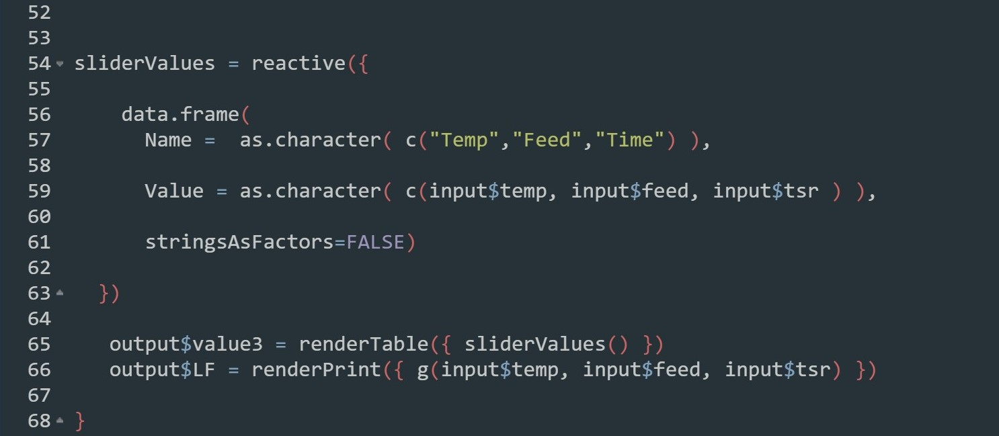 52
53
54 sliderValues = reactive({
55
56 data.frame(
57 Name =  as.character( c("Temp","Feed","Time") ),
58
59 Value = as.character( c(input$temp, input$feed, input$tsr ) ),
60
61 stringsAsFactors=FALSE)
62
63 })
64
65 output$value3 = renderTable({ sliderValues() })
66 output$LF = renderPrint({ g(input$temp, input$feed, input$tsr) })
67
68 }